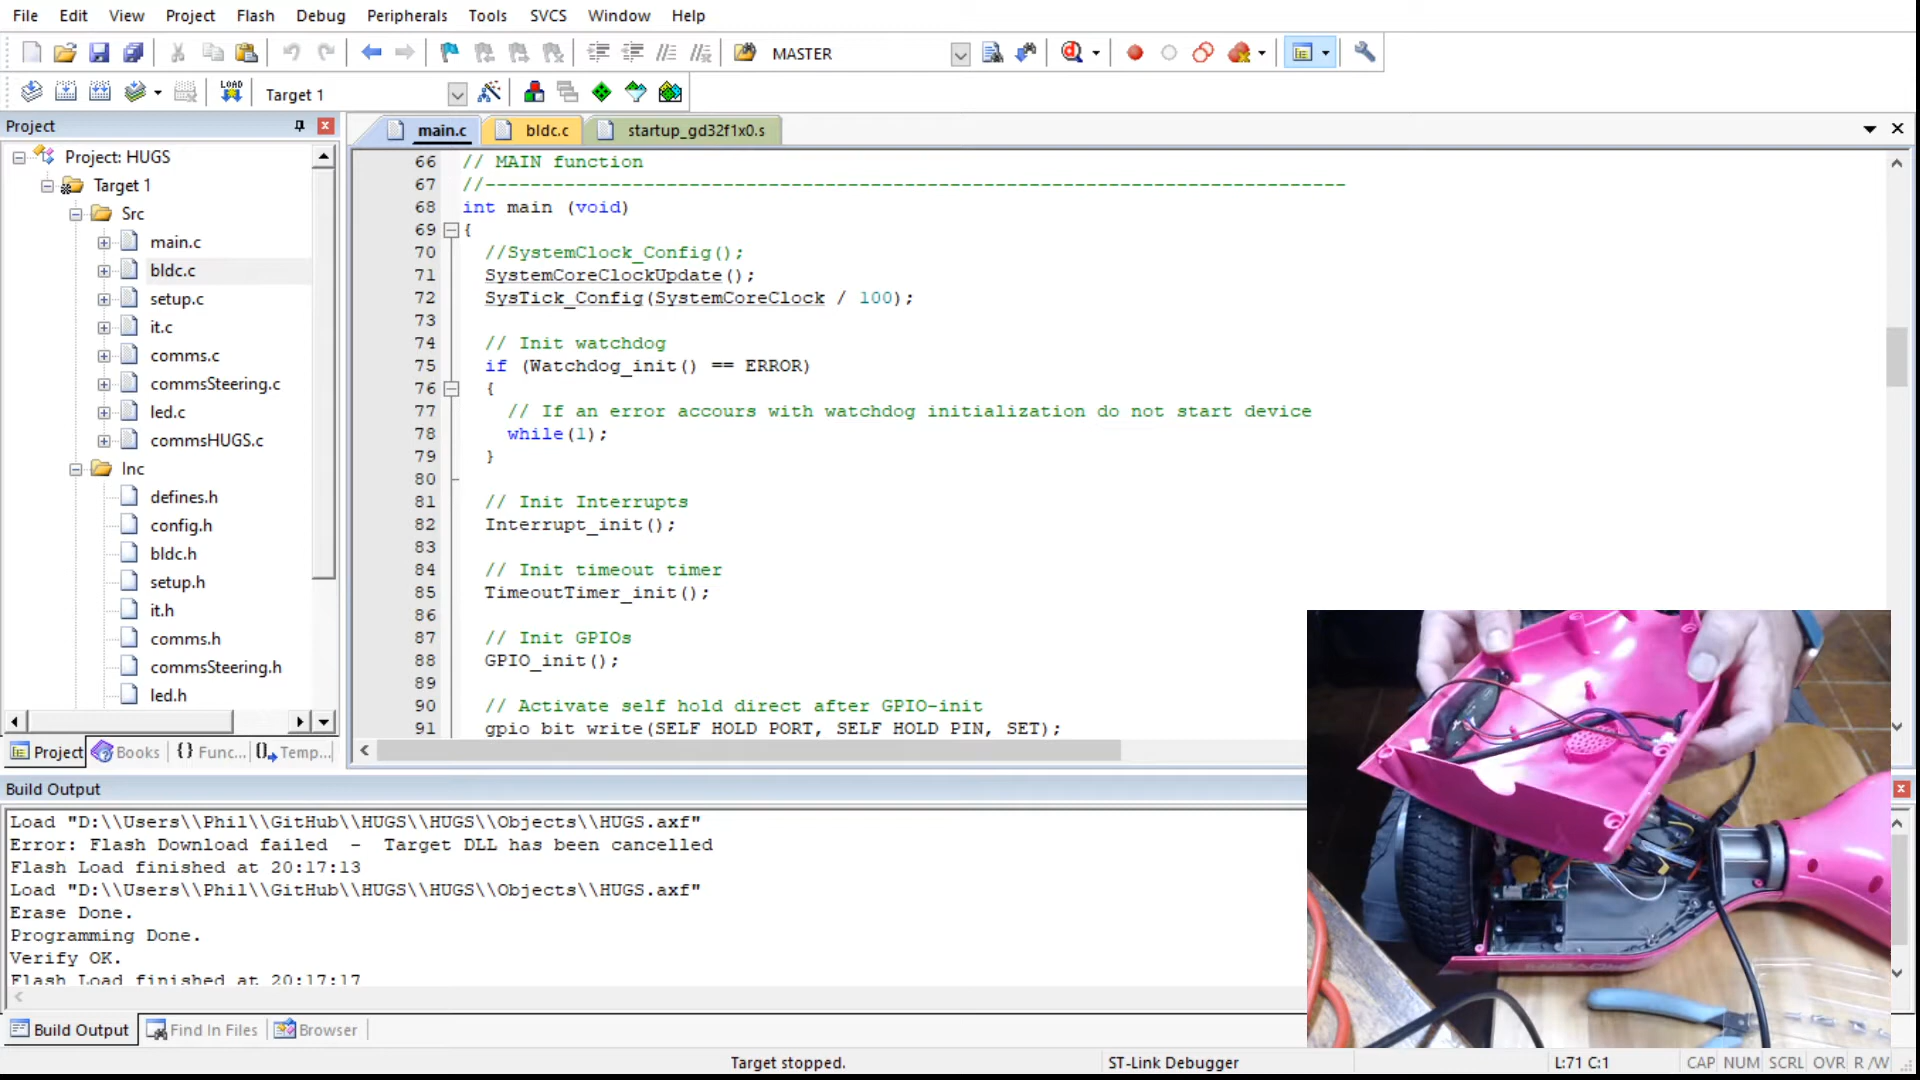 File Edit View Project Flash Debug Peripherals Tools SVCS Window Help
MASTER
LOAD Target 1
Project
main.c bldc.c startup_gd32f1x0.s
Project: HUGS
Target 1
Src
main.c
bldc.c
setup.c
it.c
comms.c
commsSteering.c
led.c
commsHUGS.c
Inc
defines.h
config.h
bldc.h
setup.h
it.h
comms.h
commsSteering.h
led.h
Project Books {} Func... Temp...
66 // MAIN function
67 //----------------------------------------------------------------------------
68 int main (void)
69 {
70 //SystemClock_Config();
71 SystemCoreClockUpdate();
72 SysTick_Config(SystemCoreClock / 100);
73
74 // Init watchdog
75 if (Watchdog_init() == ERROR)
76 {
77 // If an error accours with watchdog initialization do not start device
78 while(1);
79 }
80
81 // Init Interrupts
82 Interrupt_init();
83
84 // Init timeout timer
85 TimeoutTimer_init();
86
87 // Init GPIOs
88 GPIO_init();
89
90 // Activate self hold direct after GPIO-init
91 gpio_bit_write(SELF_HOLD_PORT, SELF_HOLD_PIN, SET);
Build Output
Load "D:\\Users\\Phil\\GitHub\\HUGS\\HUGS\\Objects\\HUGS.axf"
Error: Flash Download failed - Target DLL has been cancelled
Flash Load finished at 20:17:13
Load "D:\\Users\\Phil\\GitHub\\HUGS\\HUGS\\Objects\\HUGS.axf"
Erase Done.
Programming Done.
Verify OK.
Flash Load finished at 20:17:17
Build Output Find In Files Browser
Target stopped. ST-Link Debugger L:71 C:1 CAP NUM SCRL OVR R /W